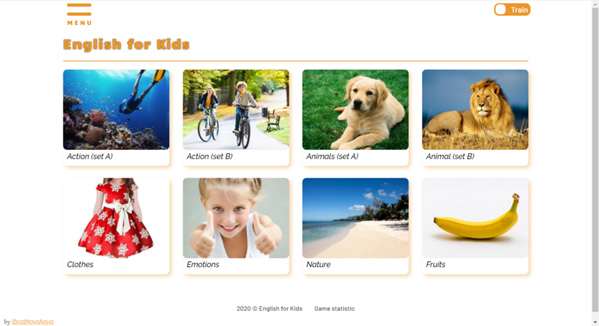 MENU
Train
English for Kids
Action (set A)
Action (set B)
Animals (set A)
Animal (set B)
Clothes
Emotions
Nature
Fruits
2020 © English for Kids Game statistic
by ibrathovskaya